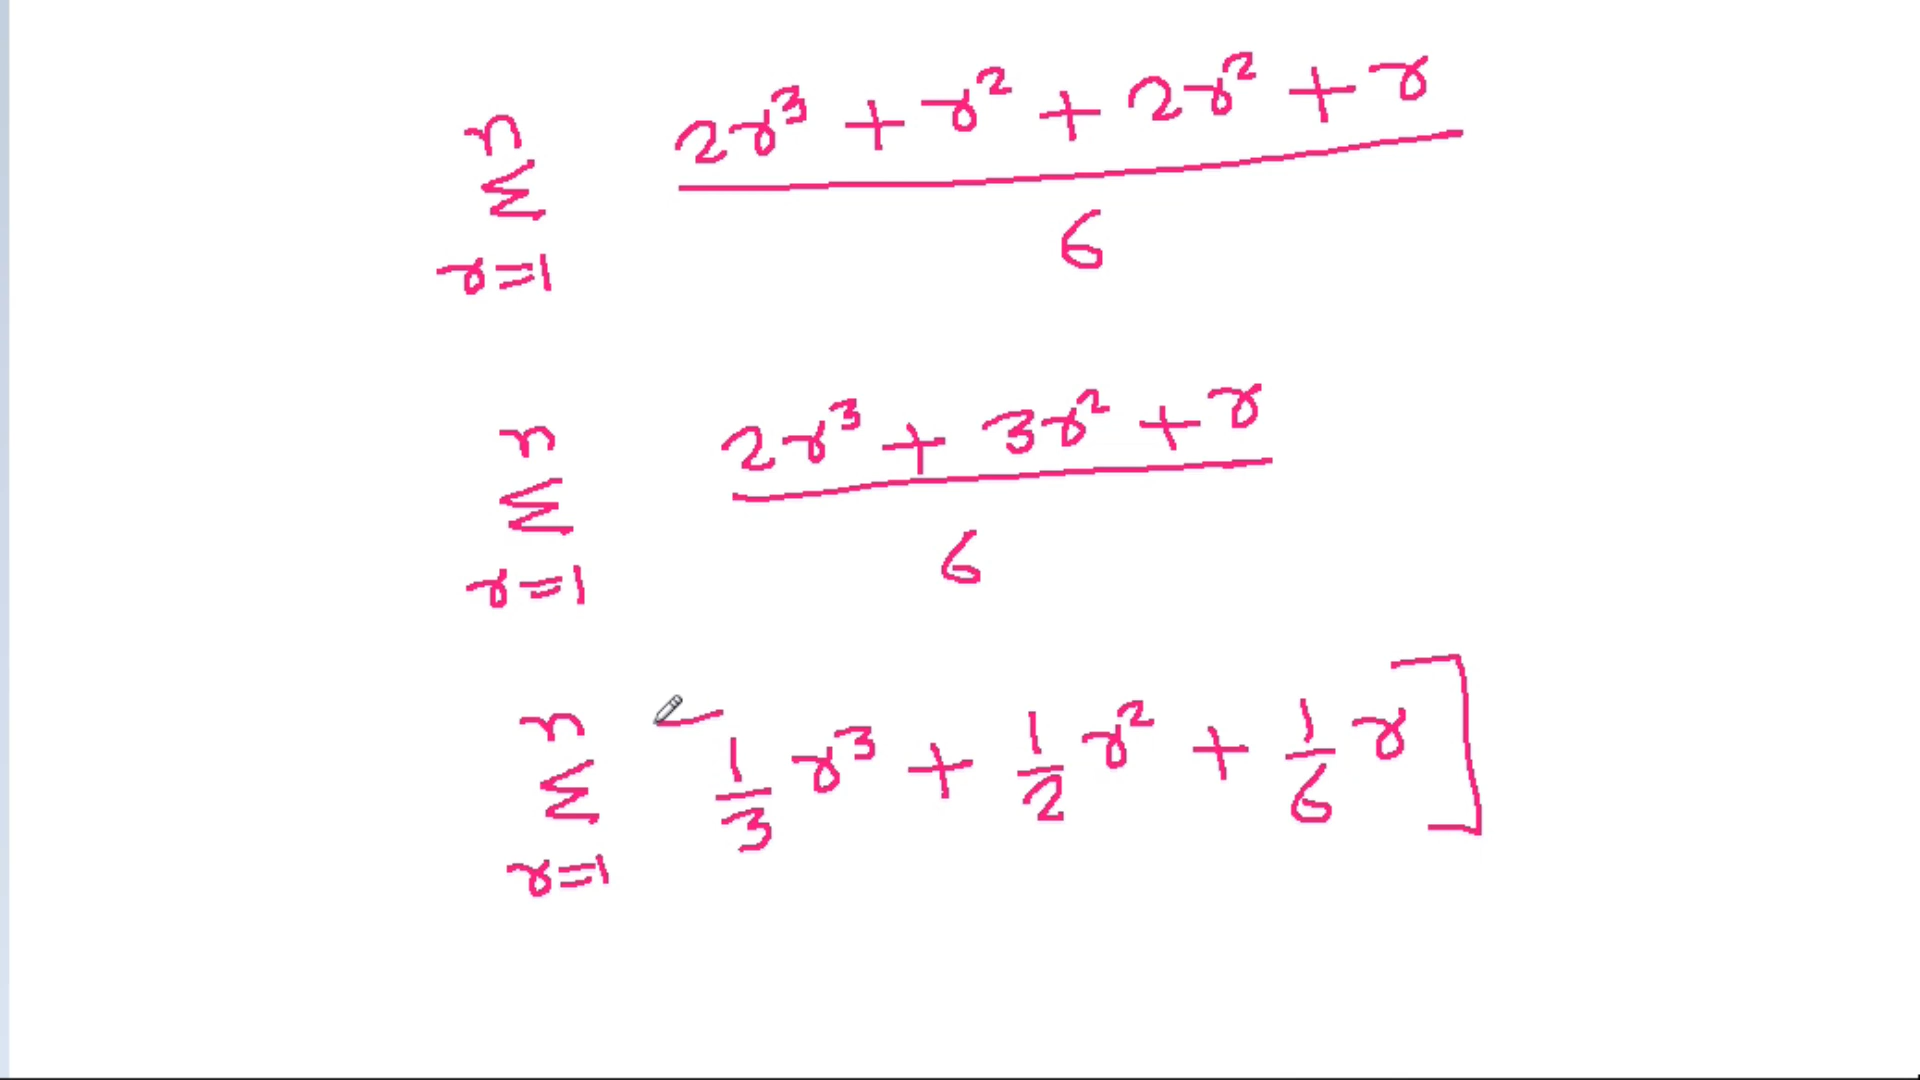 n∑r=1 (2r³ + r² + 2r² + r)/6
n∑r=1 (2r³ + 3r² + r)/6
n∑r=1 1/3 r³ + 1/2 r² + 1/6 r]